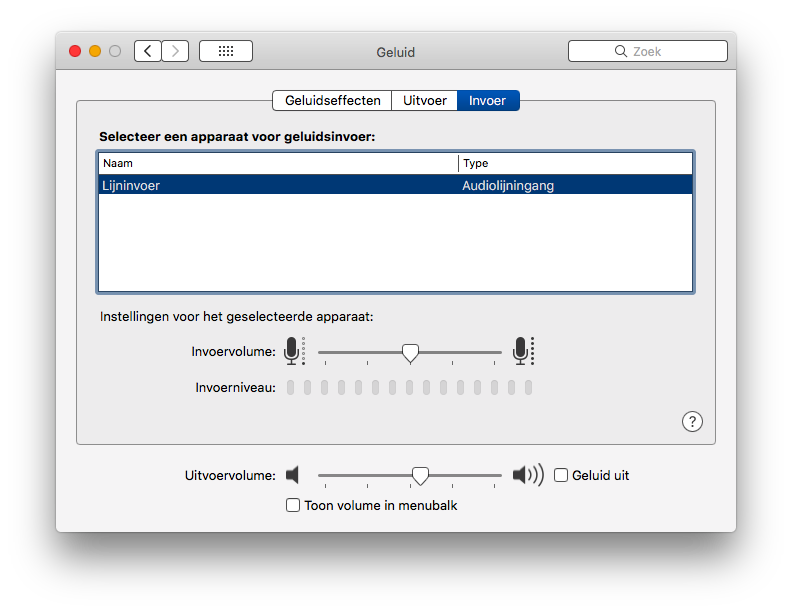 Geluid
Zoek
Geluidseffecten Uitvoer Invoer
Selecteer een apparaat voor geluidsinvoer:
Naam Type
Lijninvoer Audiolijningang
Instellingen voor het geselecteerde apparaat:
Invoervolume:
Invoerniveau:
?
Uitvoervolume: Geluid uit
Toon volume in menubalk